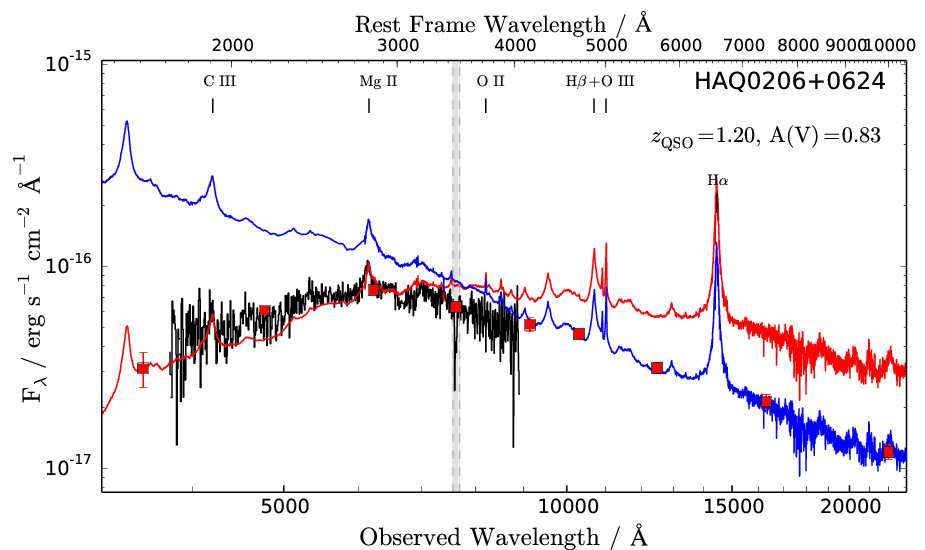 Rest Frame Wavelength / Å
2000 3000 4000 5000 6000 7000 8000 9000 10000
10⁻¹⁵
C III Mg II O II Hβ+O III HAQ0206+0624
z_QSO=1.20, A(V)=0.83
Hα
10⁻¹⁶
F_λ / erg s⁻¹ cm⁻² Å⁻¹
10⁻¹⁷
5000 10000 15000 20000
Observed Wavelength / Å